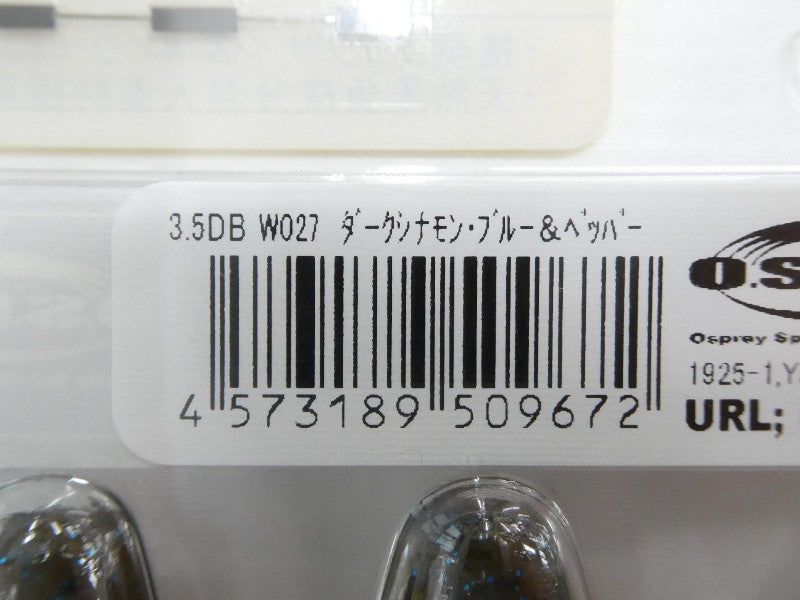 3.5DB W027 ﾀﾞｰｸｼﾅﾓﾝ･ﾌﾞﾙｰ&ﾍﾟｯﾊﾟｰ
4 573189 509672
O.S
Osprey Sp
1925-1,Y
URL;